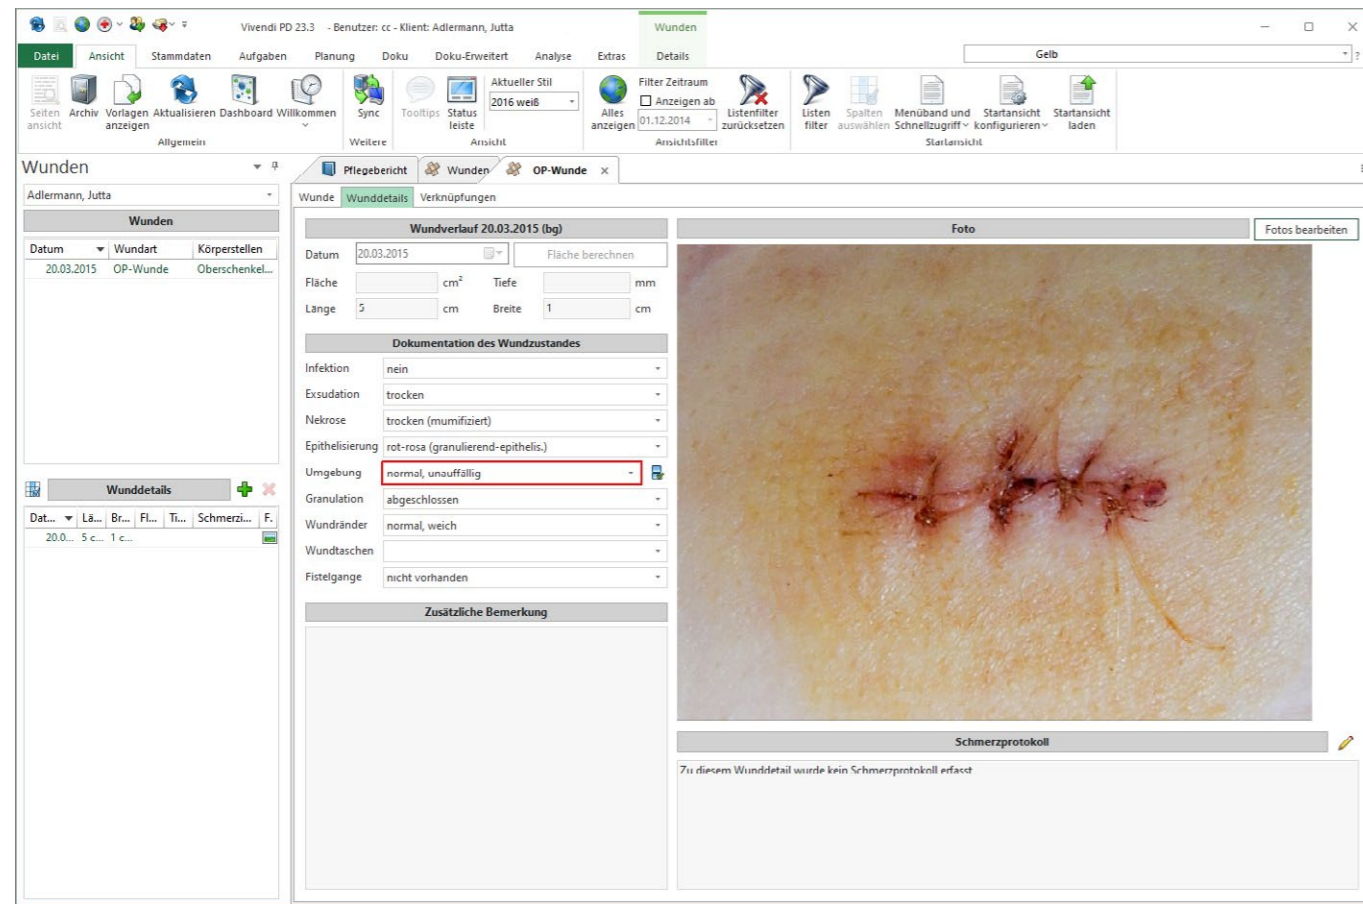 Vivendi PD 23.3 - Benutzer: cc - Klient: Adlermann, Jutta
Wunden
Datei Ansicht Stammdaten Aufgaben Planung Doku Doku-Erweitert Analyse Extras Details
Gelb
Seiten ansicht
Archiv
Vorlagen anzeigen
Aktualisieren
Dashboard
Willkommen
Sync
Tooltips
Status leiste
Aktueller Stil
2016 weiß
Alles anzeigen
Filter Zeitraum
Anzeigen ab
01.12.2014
Listenfilter zurücksetzen
Listen filter
Spalten auswählen
Menüband und Schnellzugriff
Startansicht konfigurieren
Startansicht laden
Allgemein Weitere Ansicht Ansichtsfilter Startansicht
Wunden
Adlermann, Jutta
Wunden
Datum Wundart Körperstellen
20.03.2015 OP-Wunde Oberschenkel...
Wunddetails
Dat... Lä... Br... Fl... Ti... Schmerzi... F.
20.0... 5 c... 1 c...
Pflegebericht Wunden OP-Wunde x
Wunde Wunddetails Verknüpfungen
Wundverlauf 20.03.2015 (bg)
Datum 20.03.2015 Fläche berechnen
Fläche cm² Tiefe mm
Länge 5 cm Breite 1 cm
Dokumentation des Wundzustandes
Infektion nein
Exsudation trocken
Nekrose trocken (mumifiziert)
Epithelisierung rot-rosa (granulierend-epithelis.)
Umgebung normal, unauffällig
Granulation abgeschlossen
Wundränder normal, weich
Wundtaschen
Fistelgange nicht vorhanden
Zusätzliche Bemerkung
Foto
Fotos bearbeiten
Schmerzprotokoll
Zu diesem Wunddetail wurde kein Schmerzprotokoll erfasst